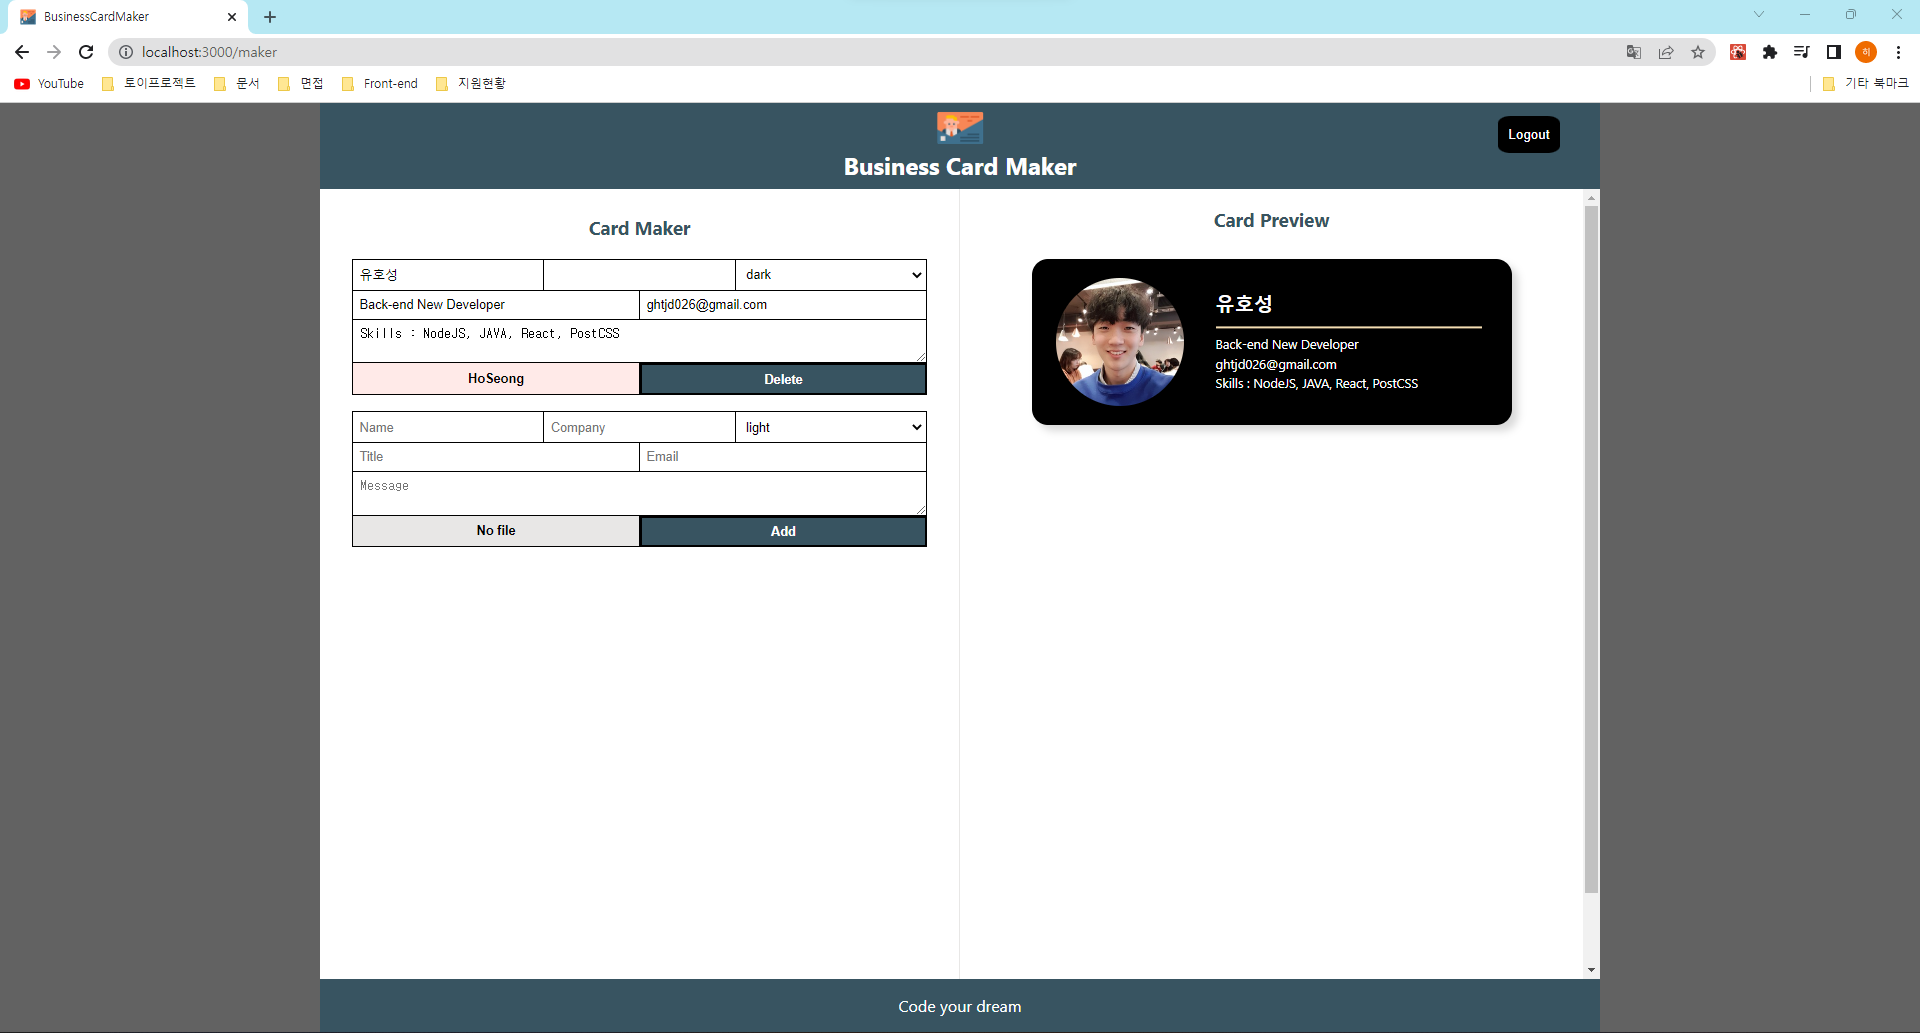 BusinessCardMaker
localhost:3000/maker
히
YouTube 토이프로젝트 문서 면접 Front-end 지원현황 기타 북마크
Business Card Maker
Logout
Card Maker
유호성 dark
Back-end New Developer ghtjd026@gmail.com
Skills : NodeJS, JAVA, React, PostCSS
HoSeong Delete
Name Company light
Title Email
Message
No file Add
Card Preview
유호성
Back-end New Developer
ghtjd026@gmail.com
Skills : NodeJS, JAVA, React, PostCSS
Code your dream